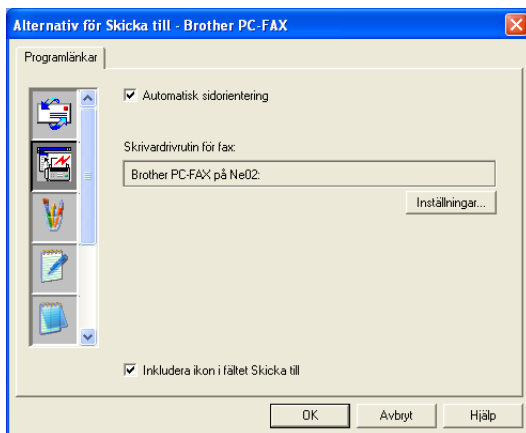 Alternativ för Skicka till - Brother PC-FAX
Programlänkar
Automatisk sidorientering
Skrivardrivrutin för fax:
Brother PC-FAX på Ne02:
Inställningar...
Inkludera ikon i fältet Skicka till
OK Avbryt Hjälp